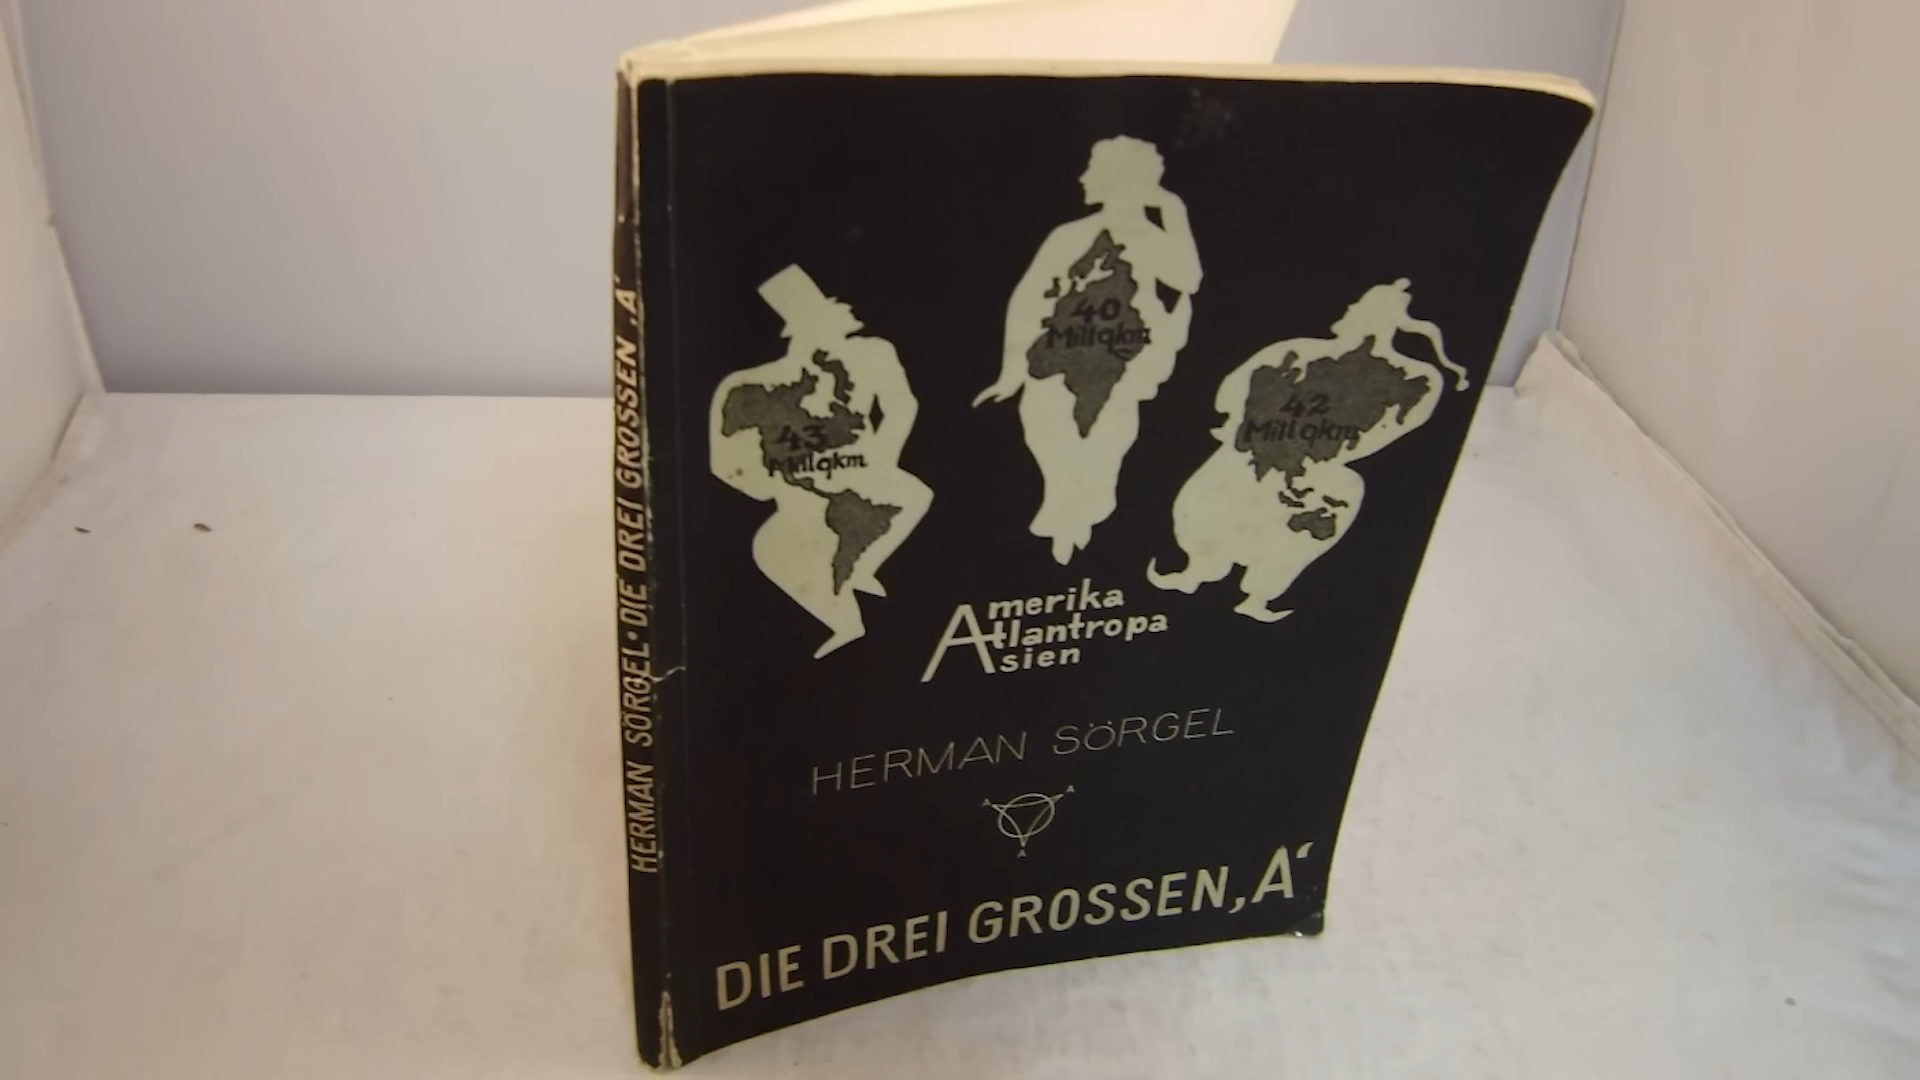 HERMAN SÖRGEL · DIE DREI GROSSEN ‚A‘
40
Mill qkm
43
Mill qkm
42
Mill qkm
Amerika
Atlantropa
Asien
HERMAN SÖRGEL
A A
A
DIE DREI GROSSEN ‚A‘